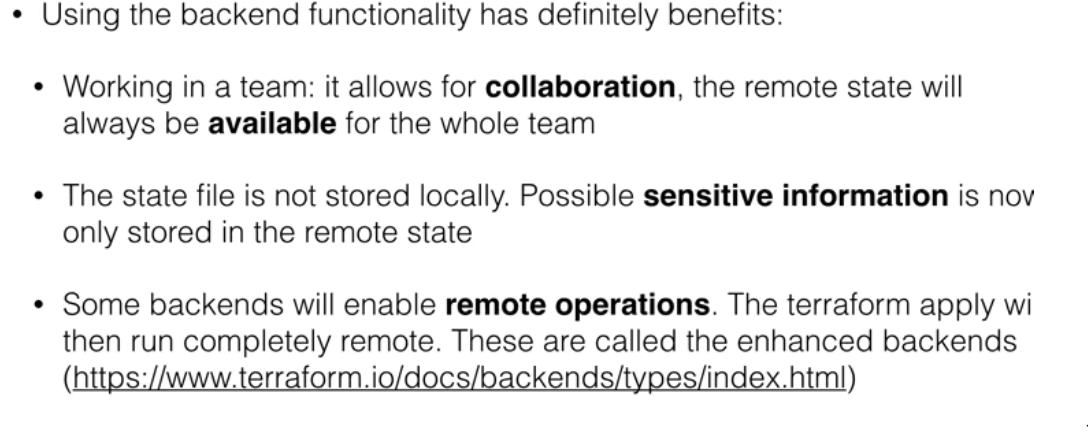 • Using the backend functionality has definitely benefits:
• Working in a team: it allows for collaboration, the remote state will
always be available for the whole team
• The state file is not stored locally. Possible sensitive information is nov
only stored in the remote state
• Some backends will enable remote operations. The terraform apply wi
then run completely remote. These are called the enhanced backends
(https://www.terraform.io/docs/backends/types/index.html)